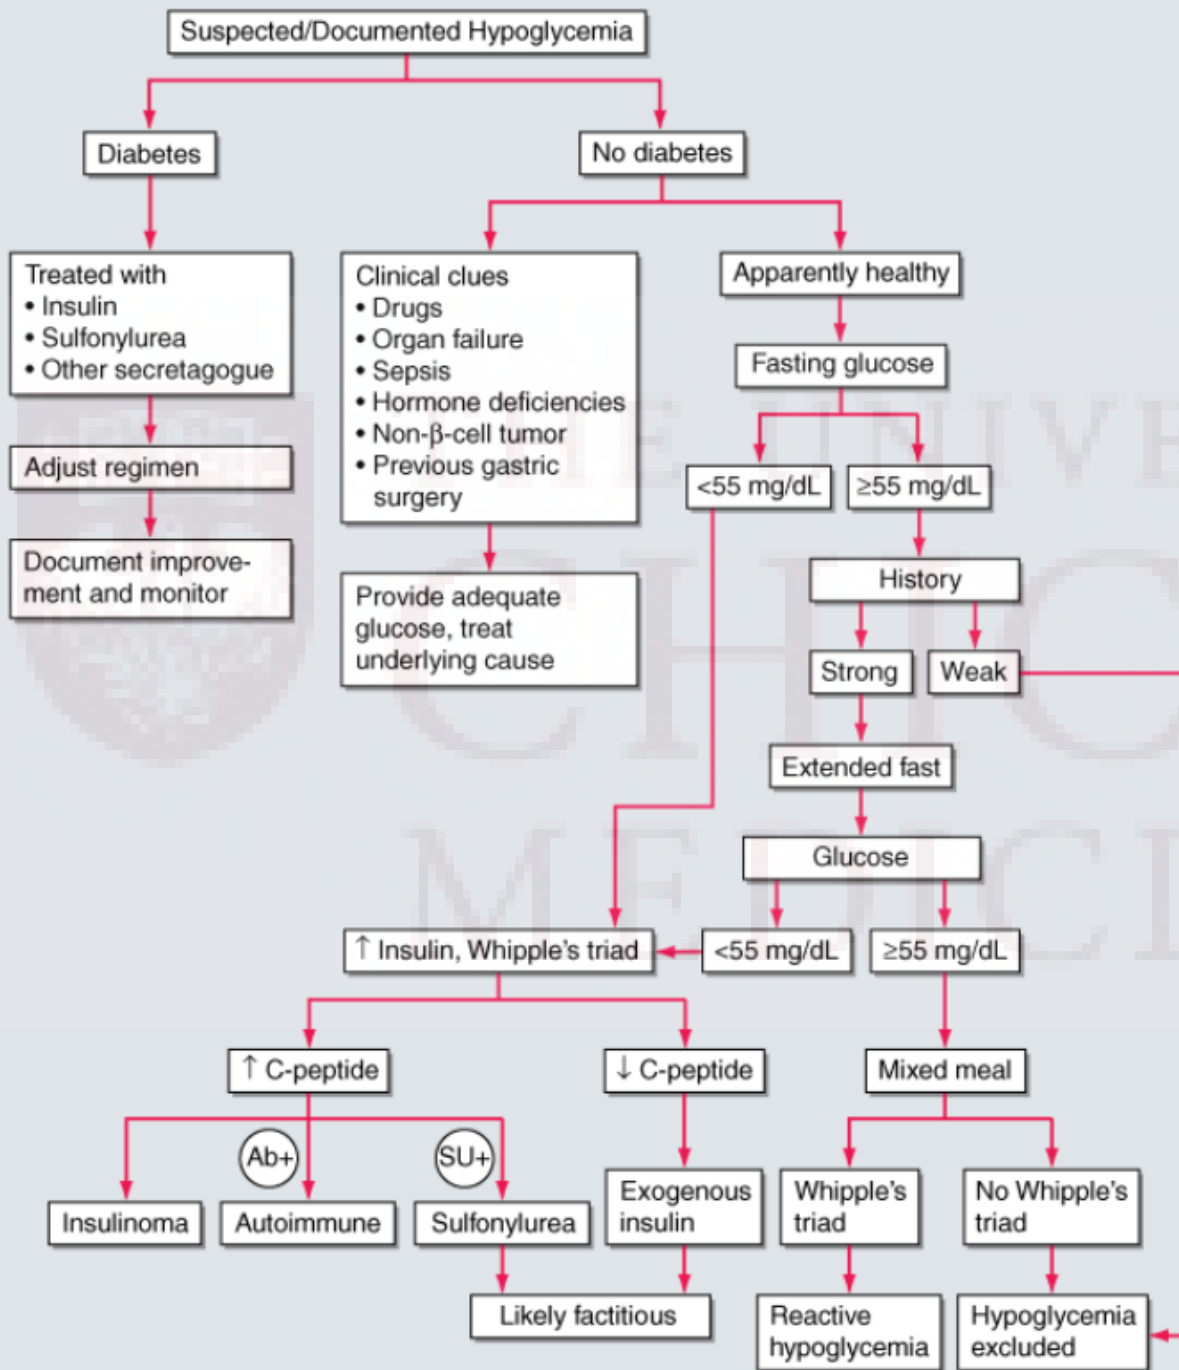 Suspected/Documented Hypoglycemia
Diabetes
No diabetes
Treated with
• Insulin
• Sulfonylurea
• Other secretagogue
Adjust regimen
Document improve-
ment and monitor
Clinical clues
• Drugs
• Organ failure
• Sepsis
• Hormone deficiencies
• Non-β-cell tumor
• Previous gastric
surgery
Provide adequate
glucose, treat
underlying cause
Apparently healthy
Fasting glucose
<55 mg/dL
≥55 mg/dL
History
Strong
Weak
Extended fast
Glucose
↑ Insulin, Whipple's triad
<55 mg/dL
≥55 mg/dL
↑ C-peptide
↓ C-peptide
Mixed meal
Ab+
SU+
Insulinoma
Autoimmune
Sulfonylurea
Exogenous
insulin
Whipple's
triad
No Whipple's
triad
Likely factitious
Reactive
hypoglycemia
Hypoglycemia
excluded
THE UNIVE
CHIC
MEDICI